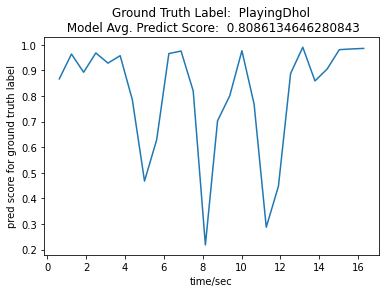 Ground Truth Label:  PlayingDhol
Model Avg. Predict Score:  0.8086134646280843
1.0
0.9
0.8
0.7
0.6
0.5
0.4
0.3
0.2
pred score for ground truth label
0 2 4 6 8 10 12 14 16
time/sec